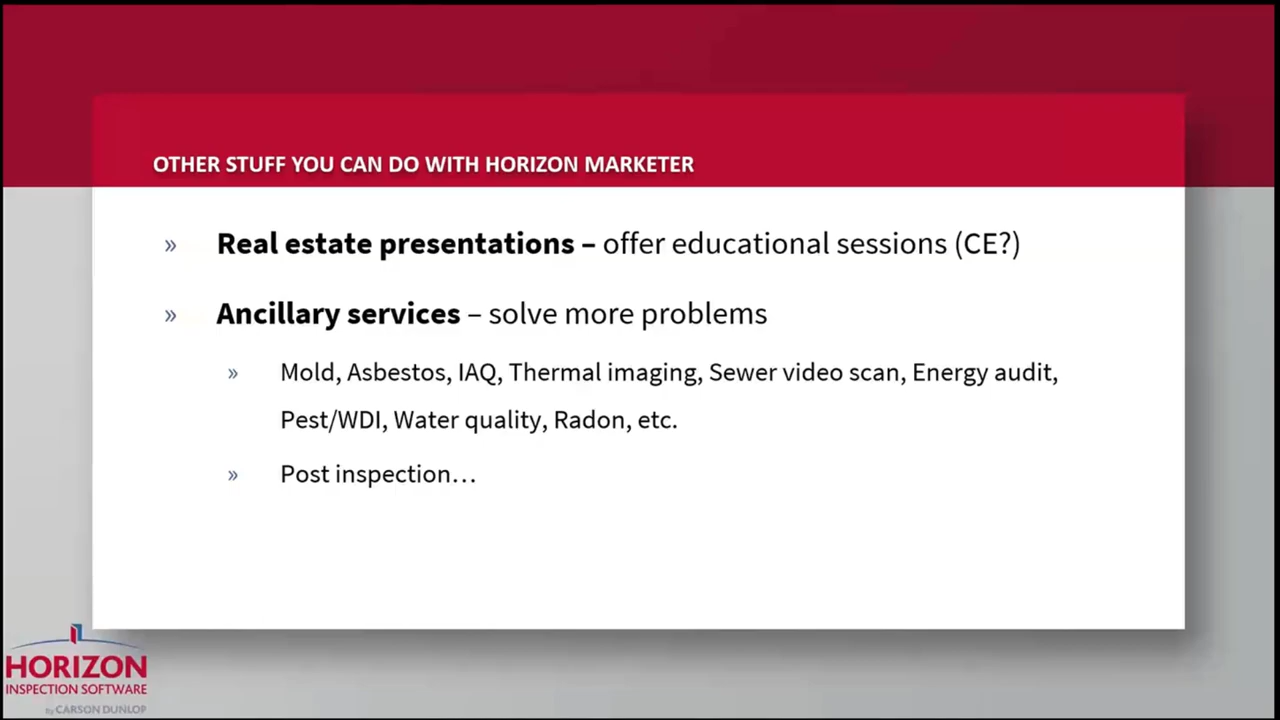 OTHER STUFF YOU CAN DO WITH HORIZON MARKETER
» Real estate presentations – offer educational sessions (CE?)
» Ancillary services – solve more problems
» Mold, Asbestos, IAQ, Thermal imaging, Sewer video scan, Energy audit,
Pest/WDI, Water quality, Radon, etc.
» Post inspection…
HORIZON
INSPECTION SOFTWARE
by CARSON DUNLOP